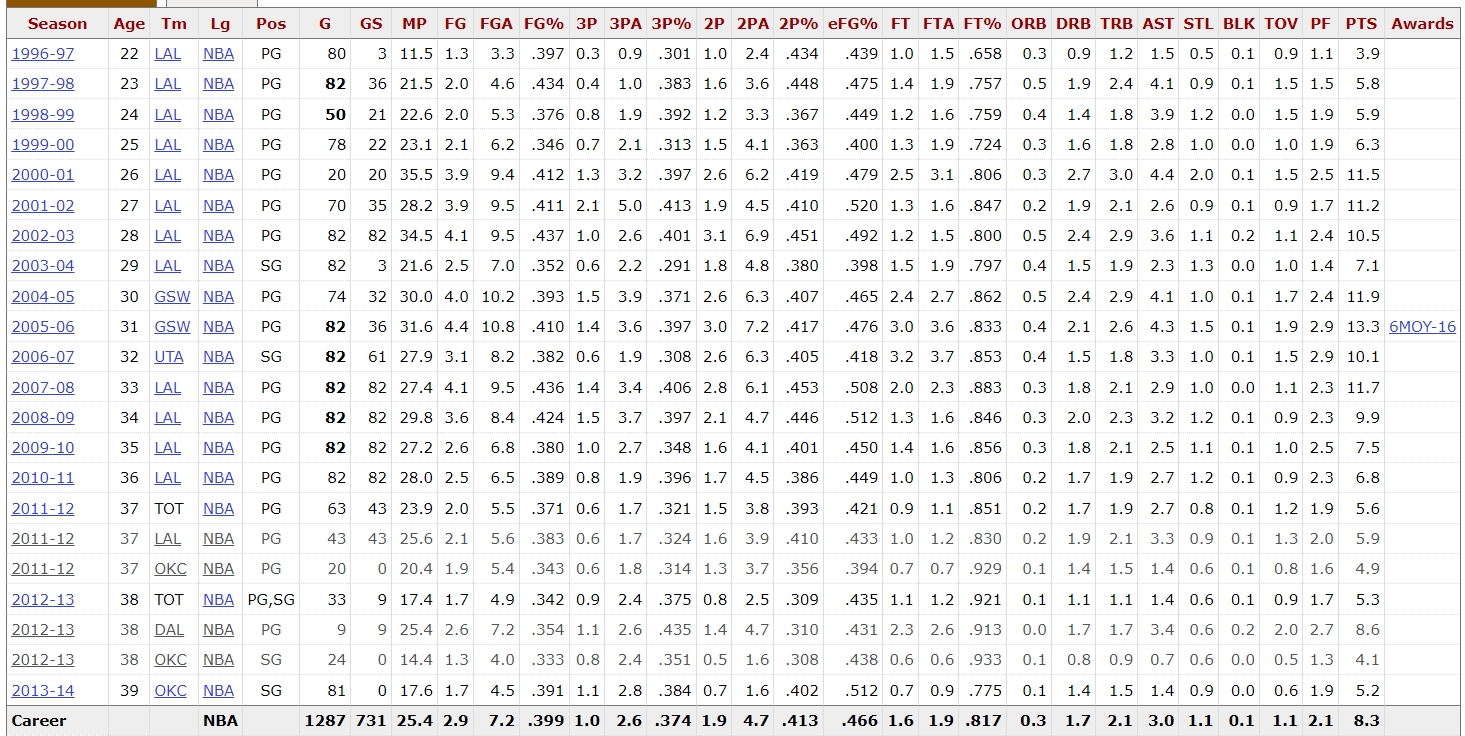 Season Age Tm Lg Pos G GS MP FG FGA FG% 3P 3PA 3P% 2P 2PA 2P% eFG% FT FTA FT% ORB DRB TRB AST STL BLK TOV PF PTS Awards
1996-97 22 LAL NBA PG 80 3 11.5 1.3 3.3 .397 0.3 0.9 .301 1.0 2.4 .434 .439 1.0 1.5 .658 0.3 0.9 1.2 1.5 0.5 0.1 0.9 1.1 3.9
1997-98 23 LAL NBA PG 82 36 21.5 2.0 4.6 .434 0.4 1.0 .383 1.6 3.6 .448 .475 1.4 1.9 .757 0.5 1.9 2.4 4.1 0.9 0.1 1.5 1.5 5.8
1998-99 24 LAL NBA PG 50 21 22.6 2.0 5.3 .376 0.8 1.9 .392 1.2 3.3 .367 .449 1.2 1.6 .759 0.4 1.4 1.8 3.9 1.2 0.0 1.5 1.9 5.9
1999-00 25 LAL NBA PG 78 22 23.1 2.1 6.2 .346 0.7 2.1 .313 1.5 4.1 .363 .400 1.3 1.9 .724 0.3 1.6 1.8 2.8 1.0 0.0 1.0 1.9 6.3
2000-01 26 LAL NBA PG 20 20 35.5 3.9 9.4 .412 1.3 3.2 .397 2.6 6.2 .419 .479 2.5 3.1 .806 0.3 2.7 3.0 4.4 2.0 0.1 1.5 2.5 11.5
2001-02 27 LAL NBA PG 70 35 28.2 3.9 9.5 .411 2.1 5.0 .413 1.9 4.5 .410 .520 1.3 1.6 .847 0.2 1.9 2.1 2.6 0.9 0.1 0.9 1.7 11.2
2002-03 28 LAL NBA PG 82 82 34.5 4.1 9.5 .437 1.0 2.6 .401 3.1 6.9 .451 .492 1.2 1.5 .800 0.5 2.4 2.9 3.6 1.1 0.2 1.1 2.4 10.5
2003-04 29 LAL NBA SG 82 3 21.6 2.5 7.0 .352 0.6 2.2 .291 1.8 4.8 .380 .398 1.5 1.9 .797 0.4 1.5 1.9 2.3 1.3 0.0 1.0 1.4 7.1
2004-05 30 GSW NBA PG 74 32 30.0 4.0 10.2 .393 1.5 3.9 .371 2.6 6.3 .407 .465 2.4 2.7 .862 0.5 2.4 2.9 4.1 1.0 0.1 1.7 2.4 11.9
2005-06 31 GSW NBA PG 82 36 31.6 4.4 10.8 .410 1.4 3.6 .397 3.0 7.2 .417 .476 3.0 3.6 .833 0.4 2.1 2.6 4.3 1.5 0.1 1.9 2.9 13.3 6MOY-16
2006-07 32 UTA NBA SG 82 61 27.9 3.1 8.2 .382 0.6 1.9 .308 2.6 6.3 .405 .418 3.2 3.7 .853 0.4 1.5 1.8 3.3 1.0 0.1 1.5 2.9 10.1
2007-08 33 LAL NBA PG 82 82 27.4 4.1 9.5 .436 1.4 3.4 .406 2.8 6.1 .453 .508 2.0 2.3 .883 0.3 1.8 2.1 2.9 1.0 0.0 1.1 2.3 11.7
2008-09 34 LAL NBA PG 82 82 29.8 3.6 8.4 .424 1.5 3.7 .397 2.1 4.7 .446 .512 1.3 1.6 .846 0.3 2.0 2.3 3.2 1.2 0.1 0.9 2.3 9.9
2009-10 35 LAL NBA PG 82 82 27.2 2.6 6.8 .380 1.0 2.7 .348 1.6 4.1 .401 .450 1.4 1.6 .856 0.3 1.8 2.1 2.5 1.1 0.1 1.0 2.5 7.5
2010-11 36 LAL NBA PG 82 82 28.0 2.5 6.5 .389 0.8 1.9 .396 1.7 4.5 .386 .449 1.0 1.3 .806 0.2 1.7 1.9 2.7 1.2 0.1 0.9 2.3 6.8
2011-12 37 TOT NBA PG 63 43 23.9 2.0 5.5 .371 0.6 1.7 .321 1.5 3.8 .393 .421 0.9 1.1 .851 0.2 1.7 1.9 2.7 0.8 0.1 1.2 1.9 5.6
2011-12 37 LAL NBA PG 43 43 25.6 2.1 5.6 .383 0.6 1.7 .324 1.6 3.9 .410 .433 1.0 1.2 .830 0.2 1.9 2.1 3.3 0.9 0.1 1.3 2.0 5.9
2011-12 37 OKC NBA PG 20 0 20.4 1.9 5.4 .343 0.6 1.8 .314 1.3 3.7 .356 .394 0.7 0.7 .929 0.1 1.4 1.5 1.4 0.6 0.1 0.8 1.6 4.9
2012-13 38 TOT NBA PG,SG 33 9 17.4 1.7 4.9 .342 0.9 2.4 .375 0.8 2.5 .309 .435 1.1 1.2 .921 0.1 1.1 1.1 1.4 0.6 0.1 0.9 1.7 5.3
2012-13 38 DAL NBA PG 9 9 25.4 2.6 7.2 .354 1.1 2.6 .435 1.4 4.7 .310 .431 2.3 2.6 .913 0.0 1.7 1.7 3.4 0.6 0.2 2.0 2.7 8.6
2012-13 38 OKC NBA SG 24 0 14.4 1.3 4.0 .333 0.8 2.4 .351 0.5 1.6 .308 .438 0.6 0.6 .933 0.1 0.8 0.9 0.7 0.6 0.0 0.5 1.3 4.1
2013-14 39 OKC NBA SG 81 0 17.6 1.7 4.5 .391 1.1 2.8 .384 0.7 1.6 .402 .512 0.7 0.9 .775 0.1 1.4 1.5 1.4 0.9 0.0 0.6 1.9 5.2
Career NBA 1287 731 25.4 2.9 7.2 .399 1.0 2.6 .374 1.9 4.7 .413 .466 1.6 1.9 .817 0.3 1.7 2.1 3.0 1.1 0.1 1.1 2.1 8.3